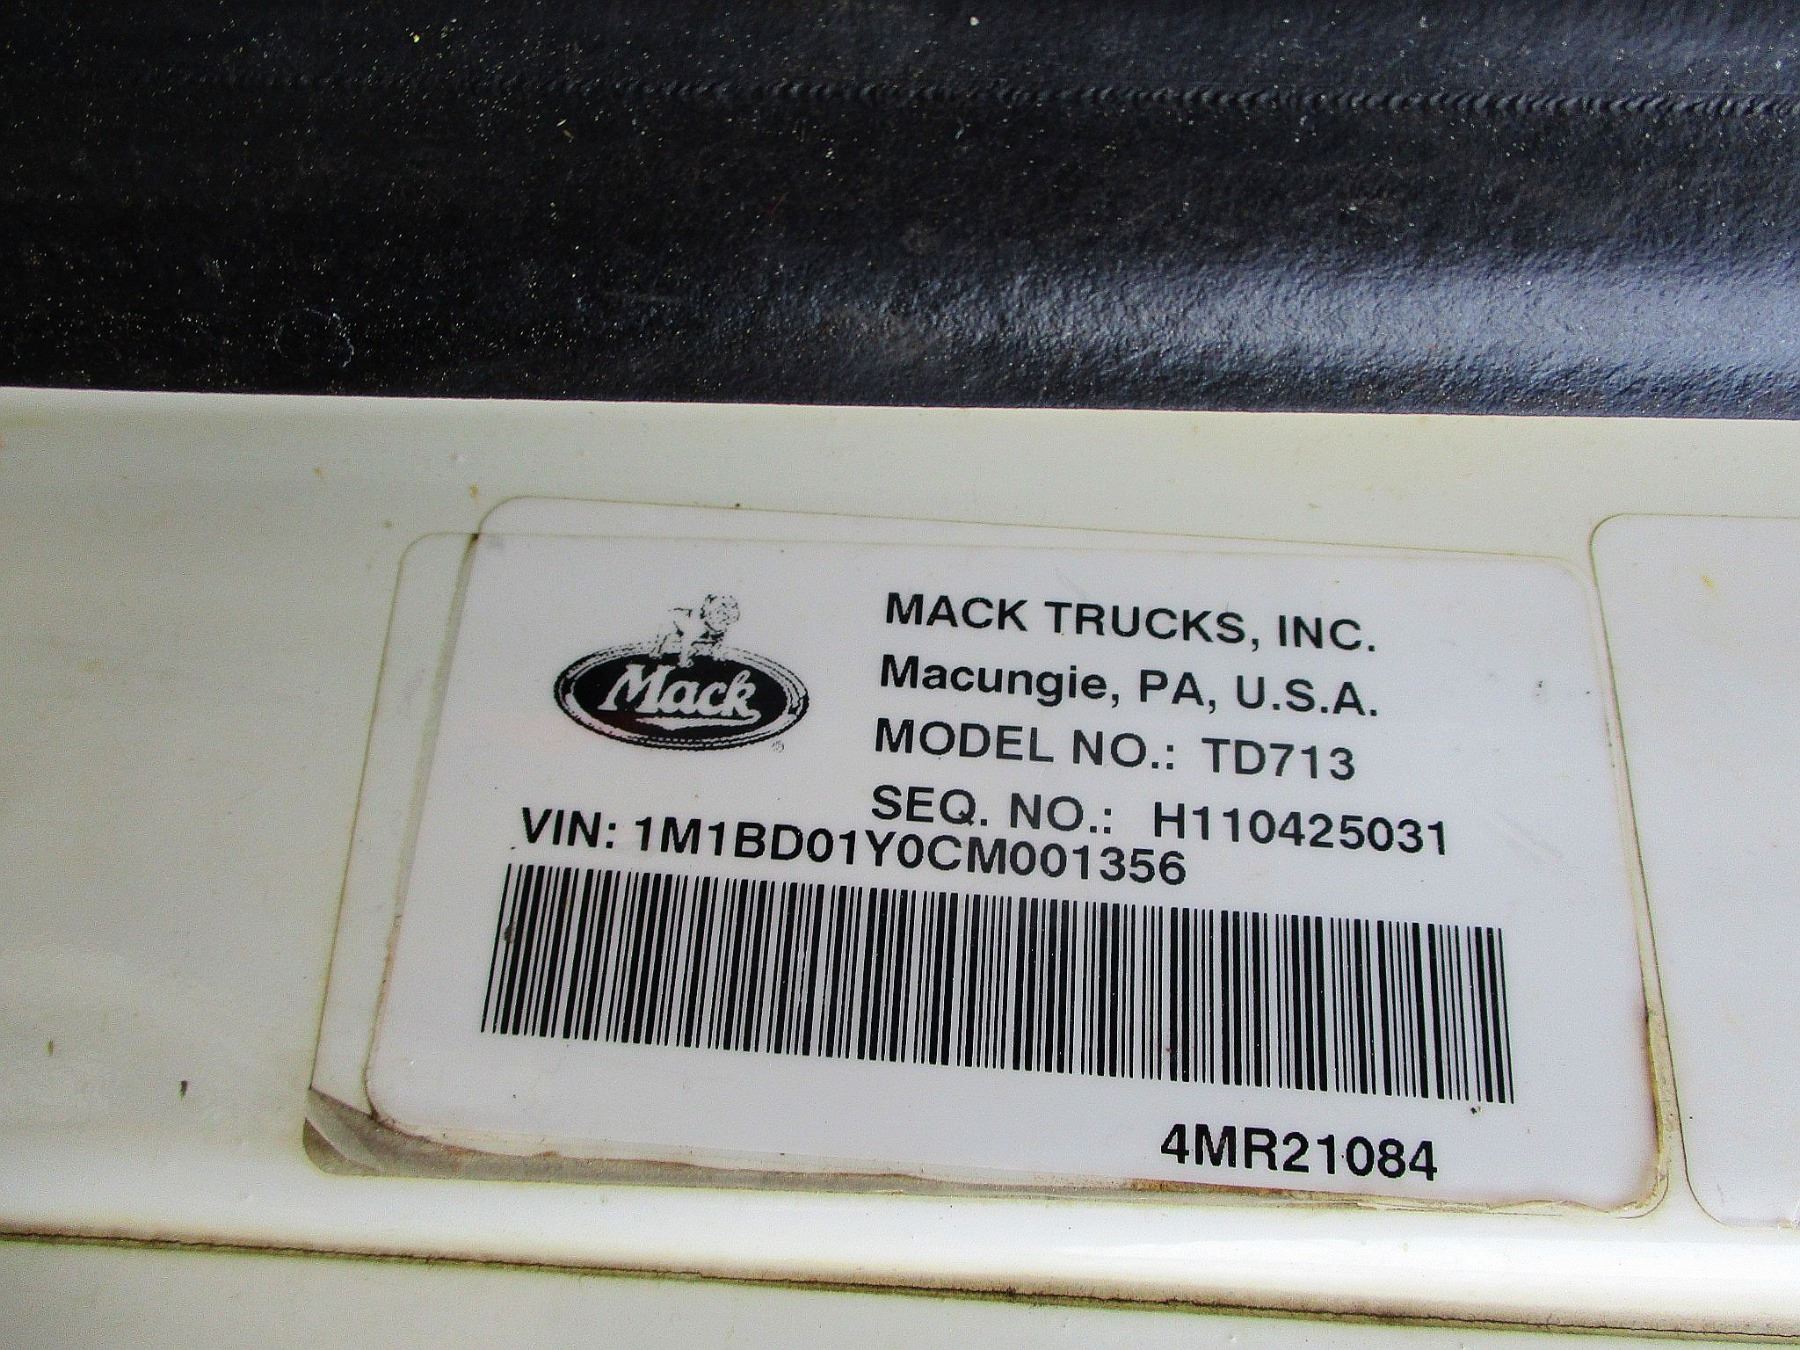 Mack
MACK TRUCKS, INC.
Macungie, PA, U.S.A.
MODEL NO.: TD713
SEQ. NO.: H110425031
VIN: 1M1BD01Y0CM001356
4MR21084